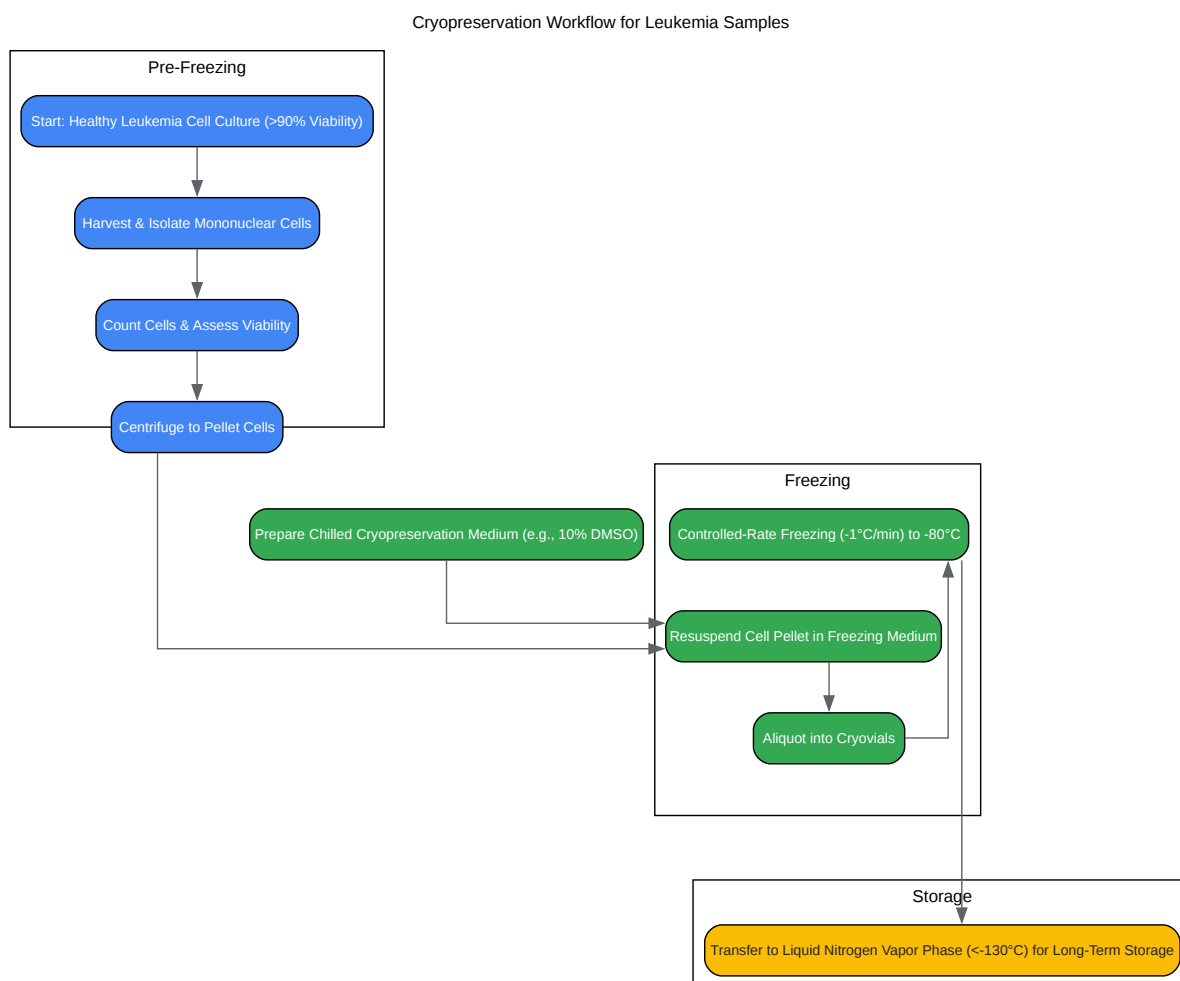 Cryopreservation Workflow for Leukemia Samples
Pre-Freezing
Start: Healthy Leukemia Cell Culture (>90% Viability)
Harvest & Isolate Mononuclear Cells
Count Cells & Assess Viability
Centrifuge to Pellet Cells
Prepare Chilled Cryopreservation Medium (e.g., 10% DMSO)
Freezing
Controlled-Rate Freezing (-1°C/min) to -80°C
Resuspend Cell Pellet in Freezing Medium
Aliquot into Cryovials
Storage
Transfer to Liquid Nitrogen Vapor Phase (<-130°C) for Long-Term Storage